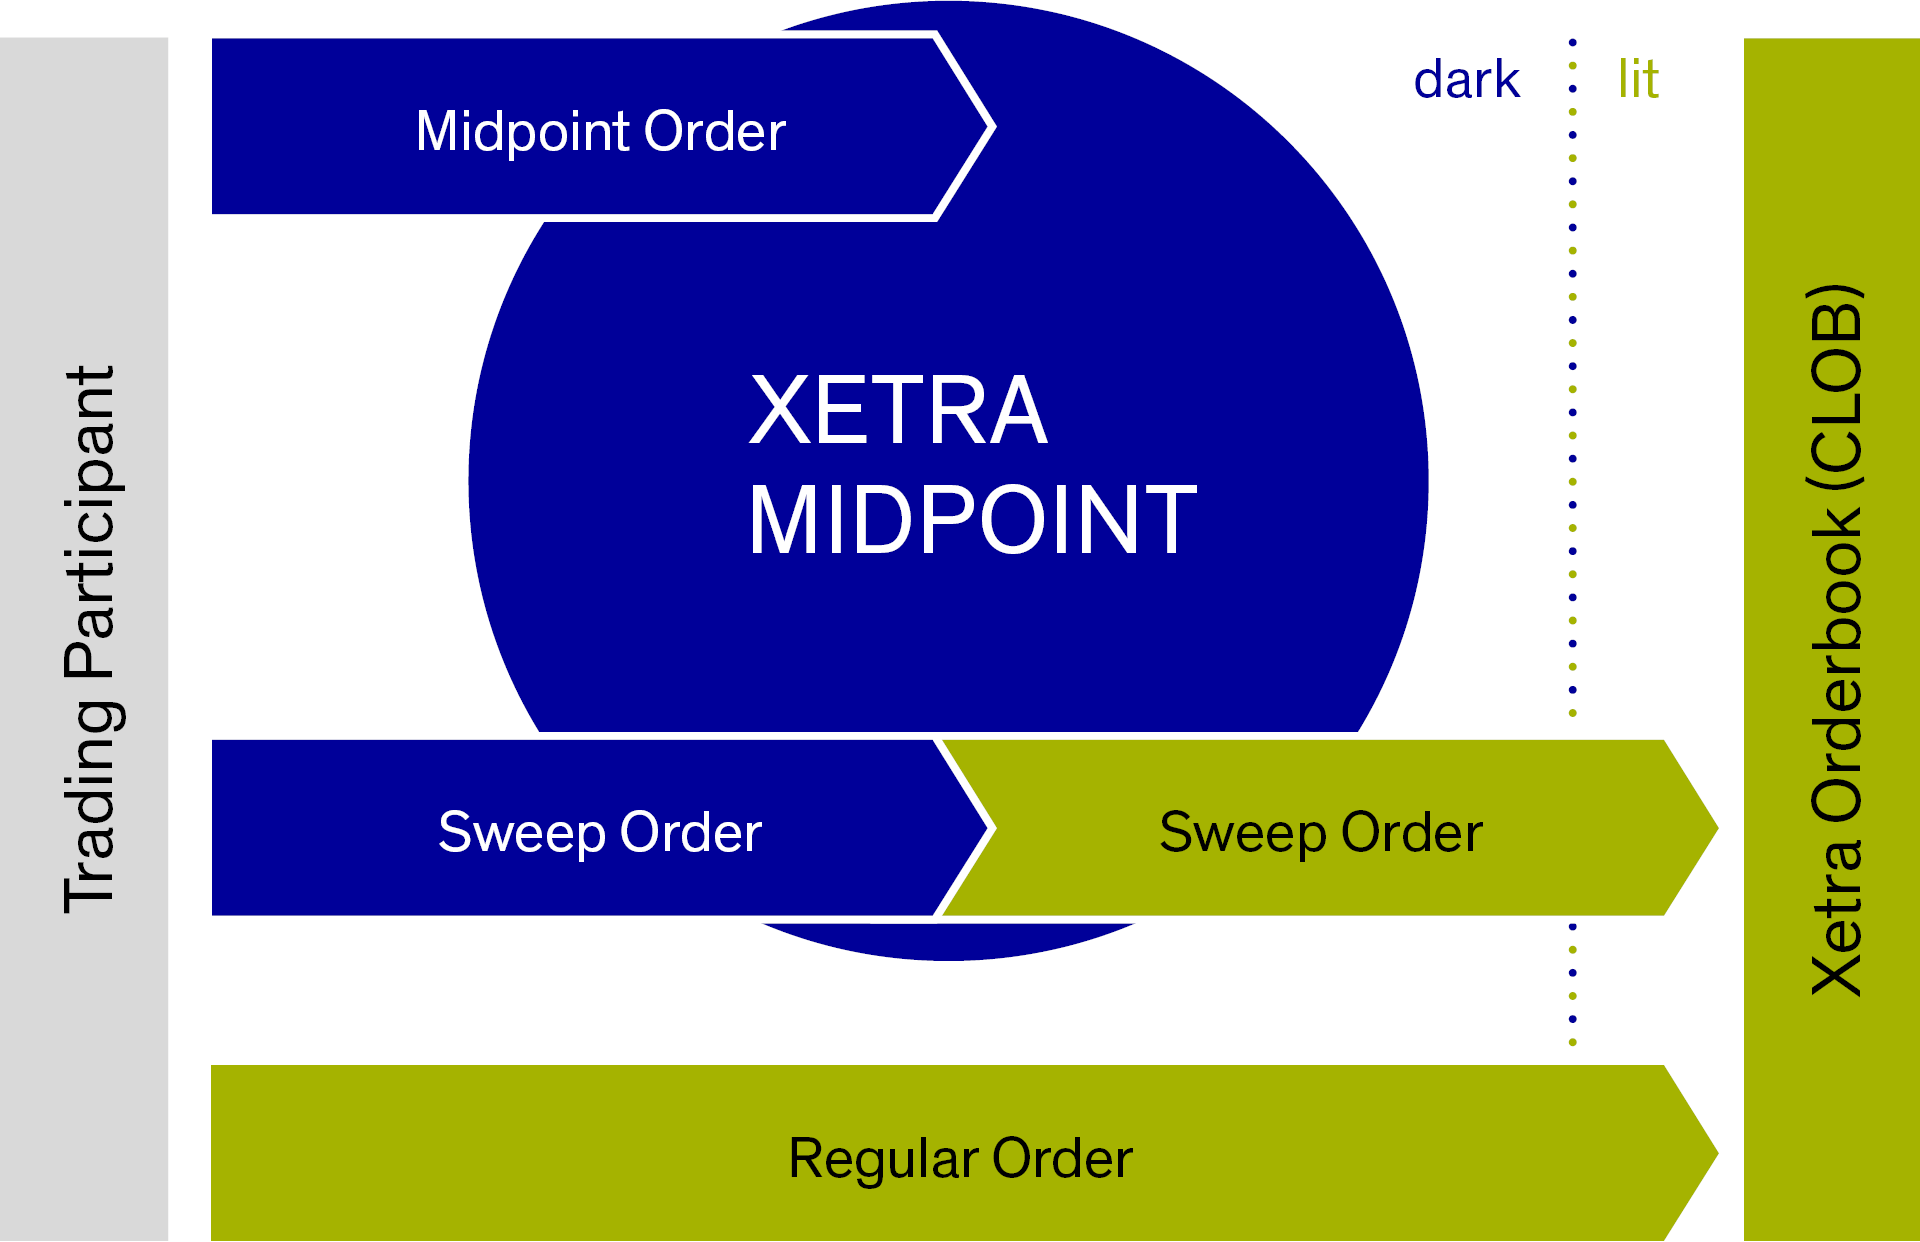 Trading Participant
Midpoint Order
dark
lit
XETRA
MIDPOINT
Sweep Order
Sweep Order
Regular Order
Xetra Orderbook (CLOB)